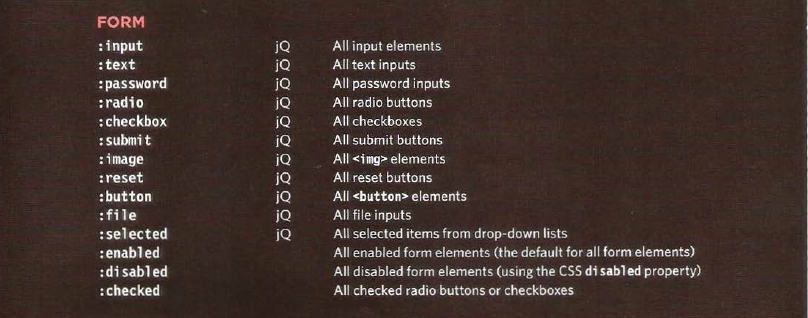 FORM
:input jQ All input elements
:text jQ All text inputs
:password jQ All password inputs
:radio jQ All radio buttons
:checkbox jQ All checkboxes
:submit jQ All submit buttons
:image jQ All <img> elements
:reset jQ All reset buttons
:button jQ All <button> elements
:file jQ All file inputs
:selected jQ All selected items from drop-down lists
:enabled All enabled form elements (the default for all form elements)
:disabled All disabled form elements (using the CSS disabled property)
:checked All checked radio buttons or checkboxes